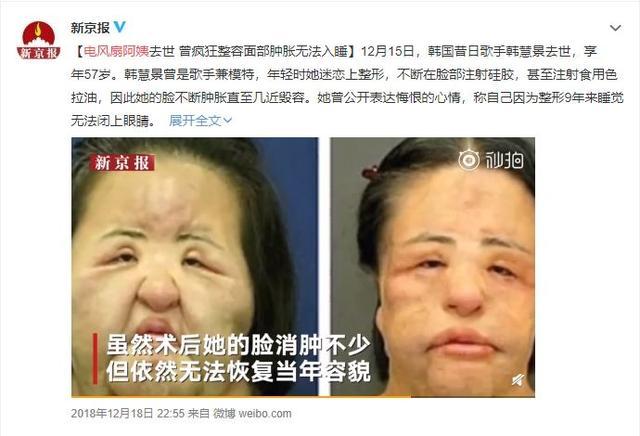 新京报
新京报
#电风扇阿姨去世 曾疯狂整容面部肿胀无法入睡#12月15日，韩国昔日歌手韩慧景去世，享
年57岁。韩慧景曾是歌手兼模特，年轻时她迷恋上整形，不断在脸部注射硅胶，甚至注射食用色
拉油，因此她的脸不断肿胀直至几近毁容。她曾公开表达悔恨的心情，称自己因为整形9年来睡觉
无法闭上眼睛。 展开全文
新京报
秒拍
虽然术后她的脸消肿不少
但依然无法恢复当年容貌
2018年12月18日 22:55 来自 微博 weibo.com